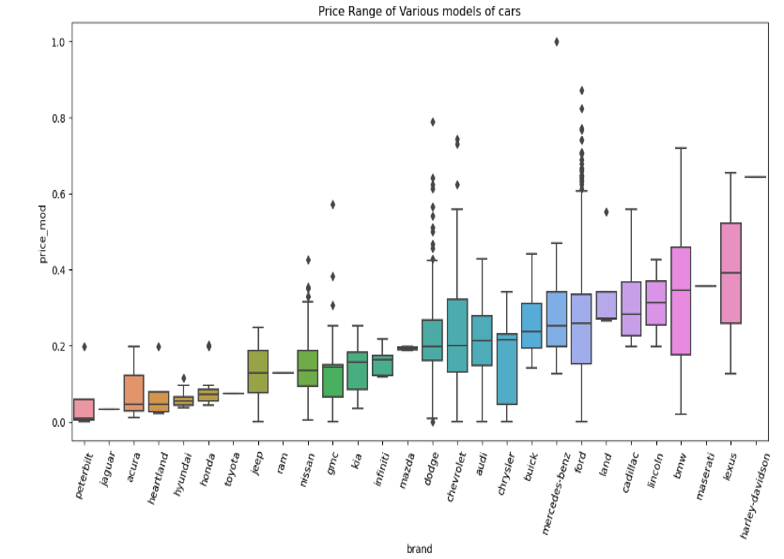 Price Range of Various models of cars
price_mod
1.0
0.8
0.6
0.4
0.2
0.0
peterbilt
jaguar
acura
heartland
hyundai
honda
toyota
jeep
ram
nissan
gmc
kia
infiniti
mazda
dodge
chevrolet
audi
chrysler
buick
mercedes-benz
ford
land
cadillac
lincoln
bmw
maserati
lexus
harley-davidson
brand